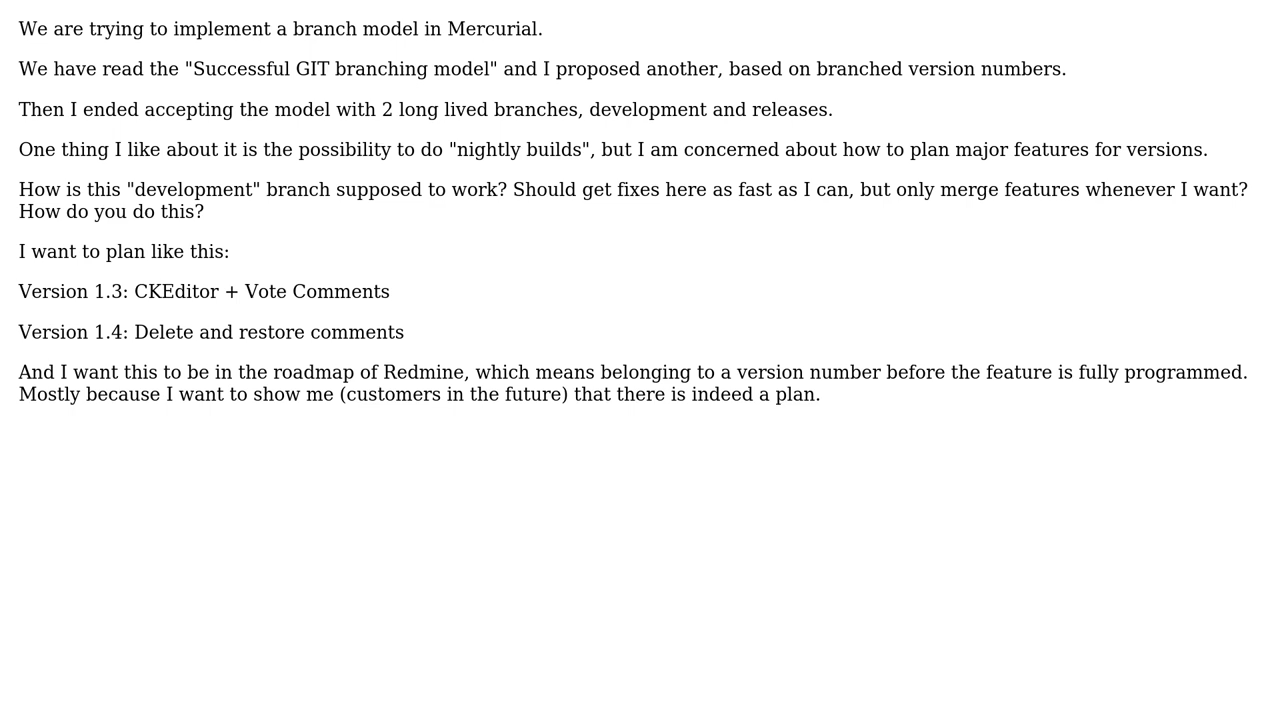 We are trying to implement a branch model in Mercurial.
We have read the "Successful GIT branching model" and I proposed another, based on branched version numbers.
Then I ended accepting the model with 2 long lived branches, development and releases.
One thing I like about it is the possibility to do "nightly builds", but I am concerned about how to plan major features for versions.
How is this "development" branch supposed to work? Should get fixes here as fast as I can, but only merge features whenever I want?
How do you do this?
I want to plan like this:
Version 1.3: CKEditor + Vote Comments
Version 1.4: Delete and restore comments
And I want this to be in the roadmap of Redmine, which means belonging to a version number before the feature is fully programmed.
Mostly because I want to show me (customers in the future) that there is indeed a plan.